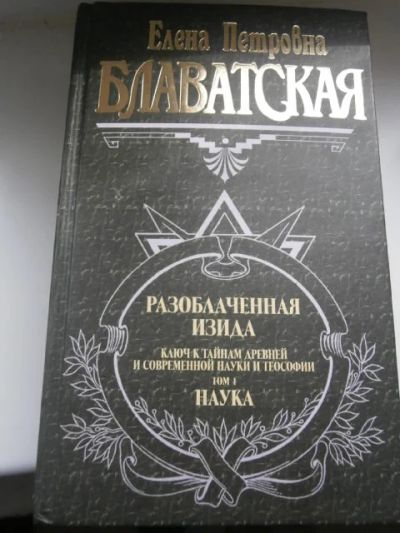 Елена Петровна
БЛАВАТСКАЯ
РАЗОБЛАЧЕННАЯ
ИЗИДА
КЛЮЧ К ТАЙНАМ ДРЕВНЕЙ
И СОВРЕМЕННОЙ НАУКИ И ТЕОСОФИИ
ТОМ 1
НАУКА